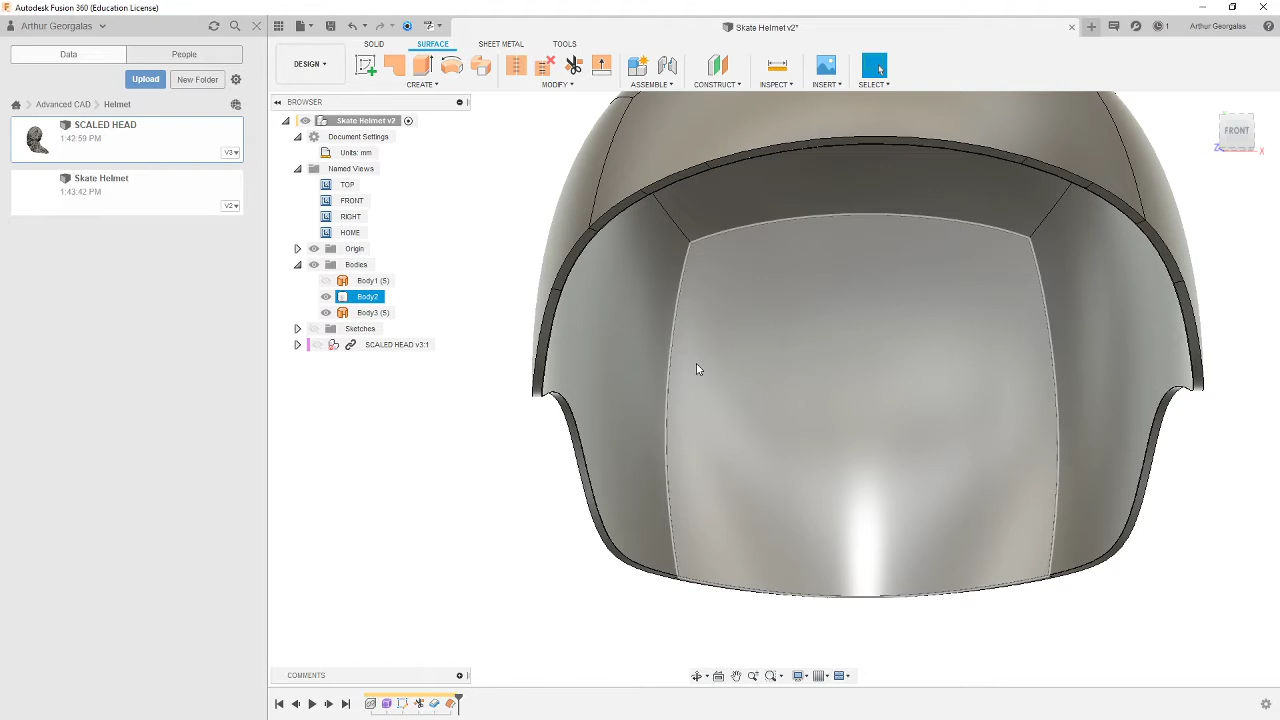 Autodesk Fusion 360 (Education License)
Arthur Georgalas
Skate Helmet v2*
1
Arthur Georgalas
Data
People
DESIGN
SOLID
SURFACE
SHEET METAL
TOOLS
CREATE
MODIFY
ASSEMBLE
CONSTRUCT
INSPECT
INSERT
SELECT
Upload
New Folder
Advanced CAD
Helmet
BROWSER
SCALED HEAD
1:42:59 PM
V3
Skate Helmet
1:43:42 PM
V2
Skate Helmet v2
Document Settings
Units: mm
Named Views
TOP
FRONT
RIGHT
HOME
Origin
Bodies
Body1 (S)
Body2
Body3 (S)
Sketches
SCALED HEAD v3:1
FRONT
Z
X
COMMENTS